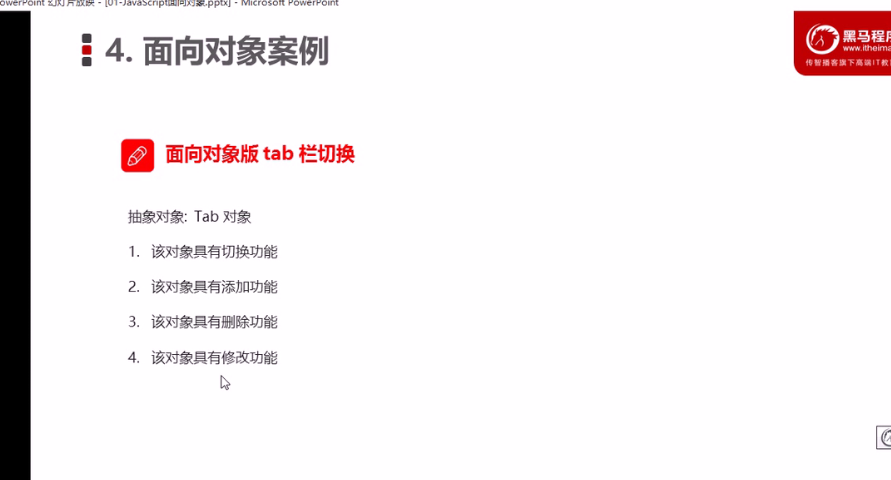 PowerPoint 幻灯片放映 - [01-JavaScript面向对象.pptx] - Microsoft PowerPoint
4. 面向对象案例
黑马程序
www.itheima
传智播客旗下高端IT教
面向对象版 tab 栏切换
抽象对象: Tab 对象
1. 该对象具有切换功能
2. 该对象具有添加功能
3. 该对象具有删除功能
4. 该对象具有修改功能